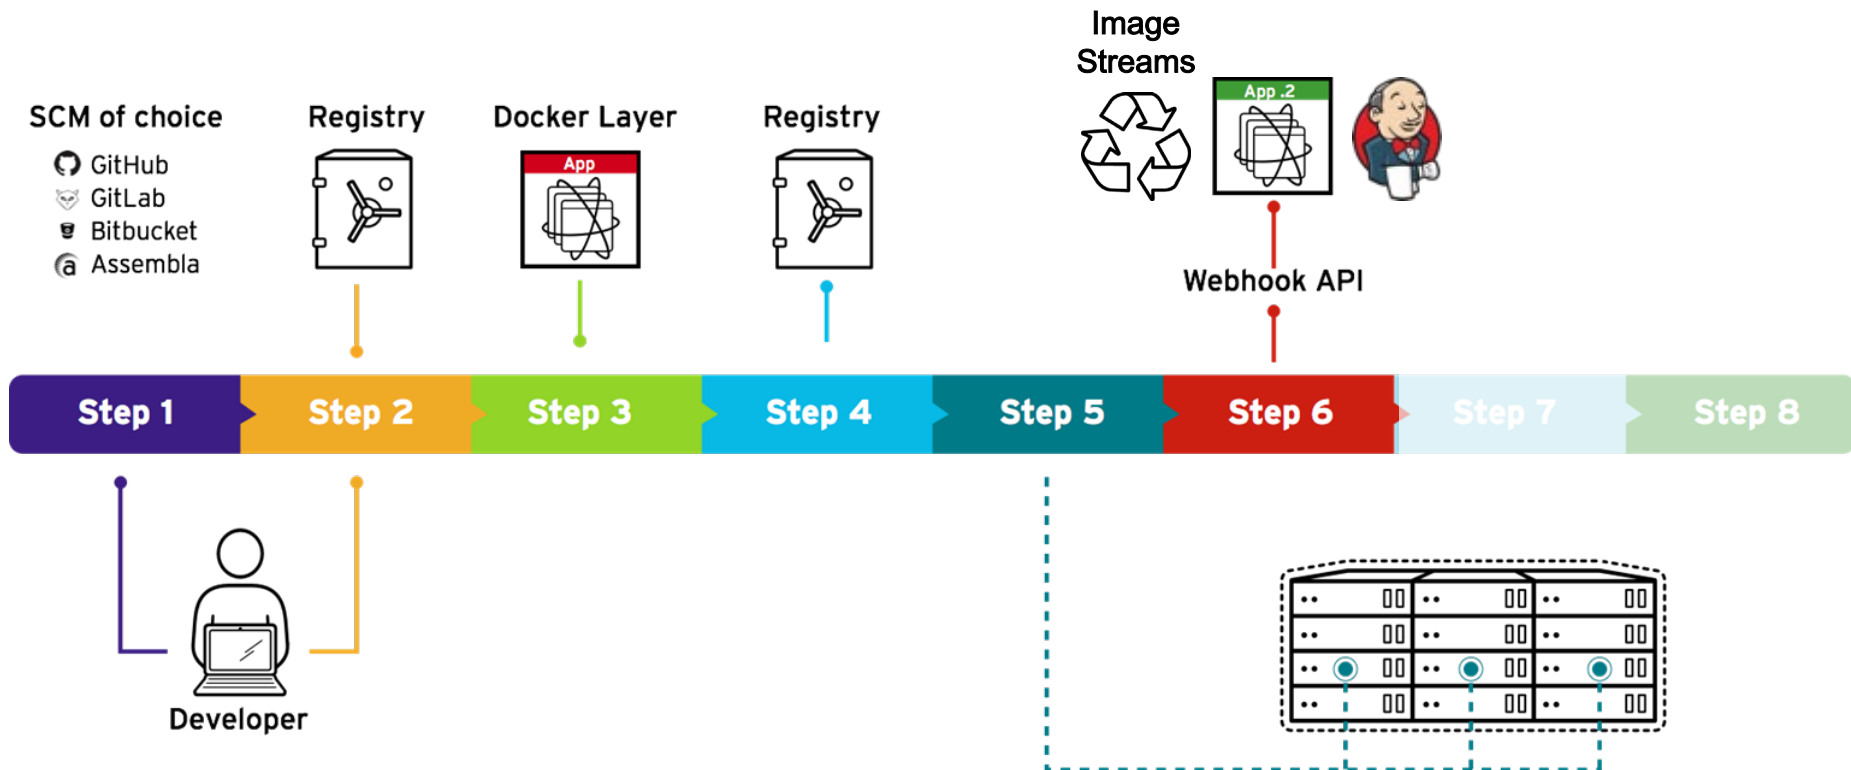 Image
Streams
SCM of choice
GitHub
GitLab
Bitbucket
Assembla
Registry
Docker Layer
App
Registry
App .2
Webhook API
Step 1
Step 2
Step 3
Step 4
Step 5
Step 6
Step 7
Step 8
Developer